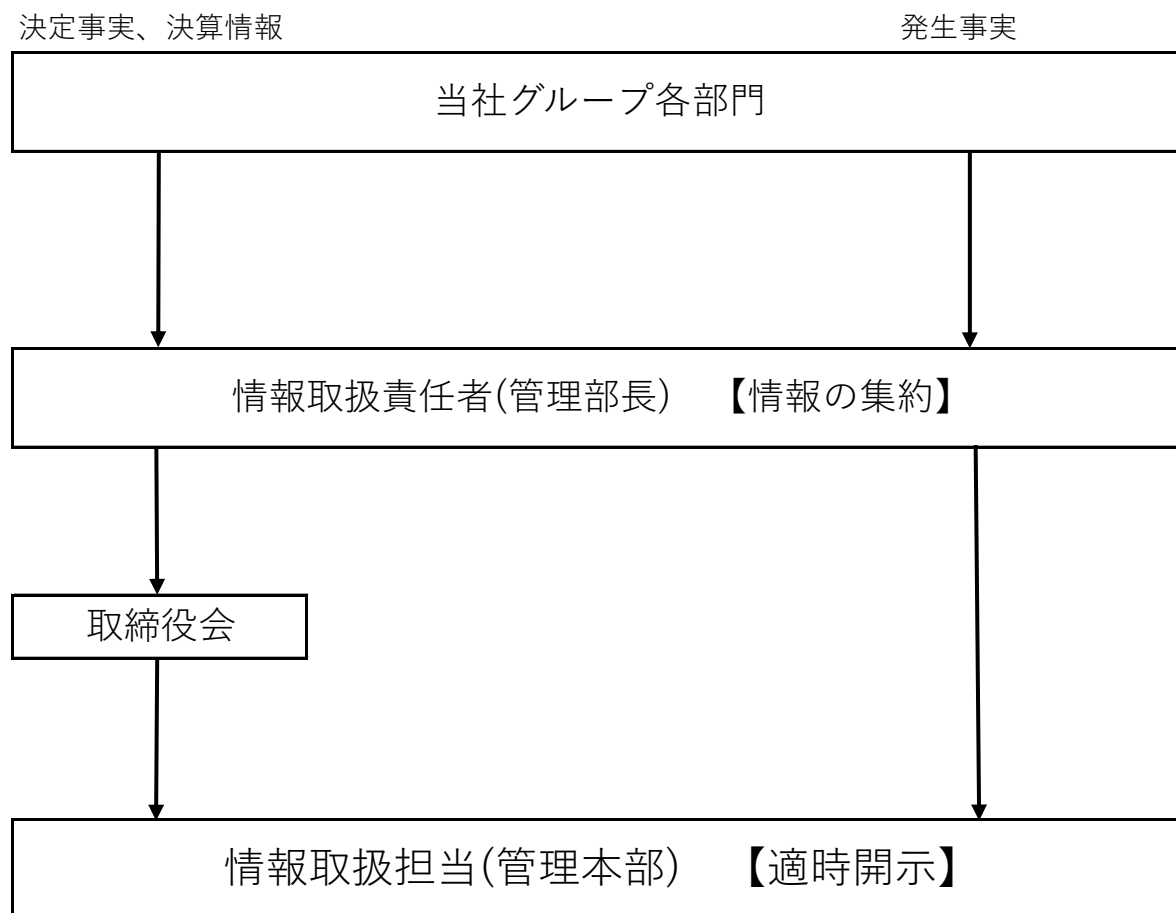 決定事実、決算情報
発生事実
当社グループ各部門
情報取扱責任者(管理部長)　【情報の集約】
取締役会
情報取扱担当(管理本部)　【適時開示】